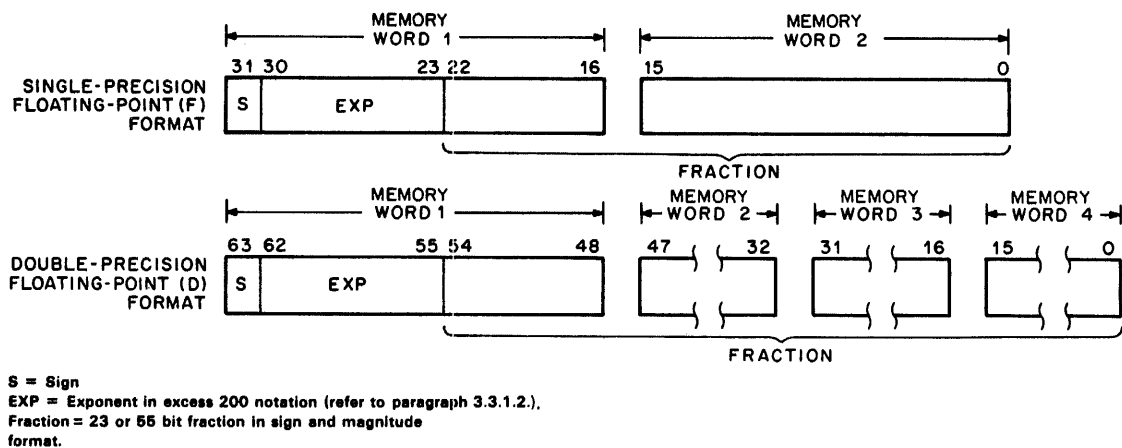 MEMORY
WORD 1
MEMORY
WORD 2
31 30 23 22 16 15 0
SINGLE-PRECISION
FLOATING-POINT (F)
FORMAT
S EXP
FRACTION
MEMORY
WORD 1
MEMORY
WORD 2
MEMORY
WORD 3
MEMORY
WORD 4
63 62 55 54 48 47 32 31 16 15 0
DOUBLE-PRECISION
FLOATING-POINT (D)
FORMAT
S EXP
FRACTION
S = Sign
EXP = Exponent in excess 200 notation (refer to paragraph 3.3.1.2.),
Fraction = 23 or 55 bit fraction in sign and magnitude
format.